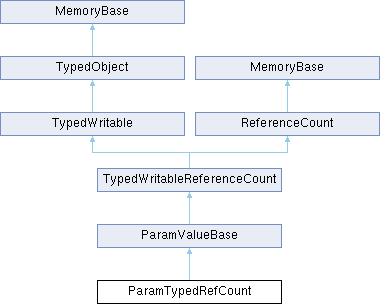 MemoryBase
TypedObject
MemoryBase
TypedWritable
ReferenceCount
TypedWritableReferenceCount
ParamValueBase
ParamTypedRefCount